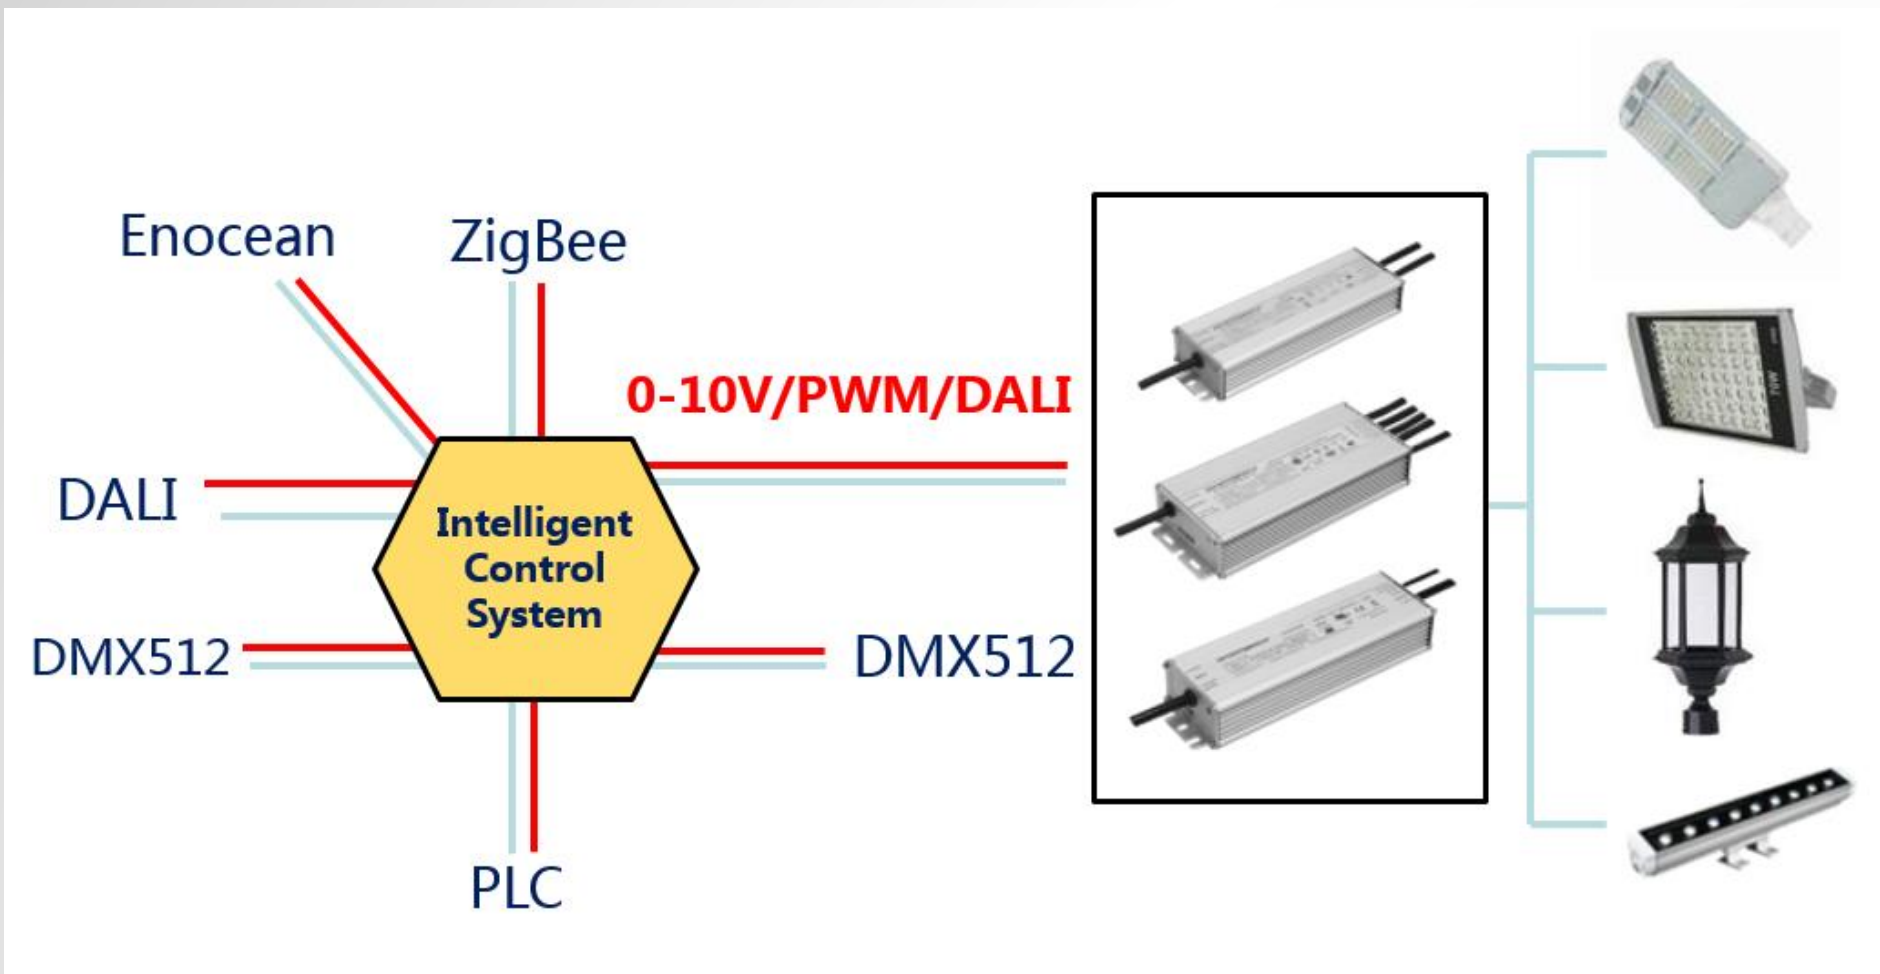 Enocean
ZigBee
0-10V/PWM/DALI
DALI
Intelligent
Control
System
DMX512
DMX512
PLC